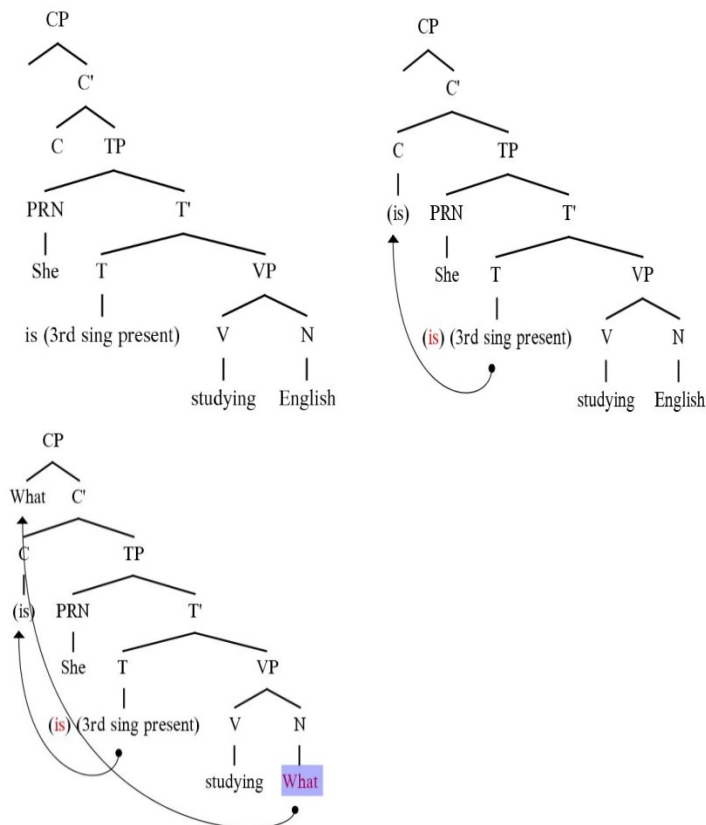 CP
C'
C TP
PRN T'
She T VP
is (3rd sing present) V N
studying English
CP
C'
C TP
(is) PRN T'
She T VP
(is) (3rd sing present) V N
studying English
CP
What C'
C TP
(is) PRN T'
She T VP
(is) (3rd sing present) V N
studying What